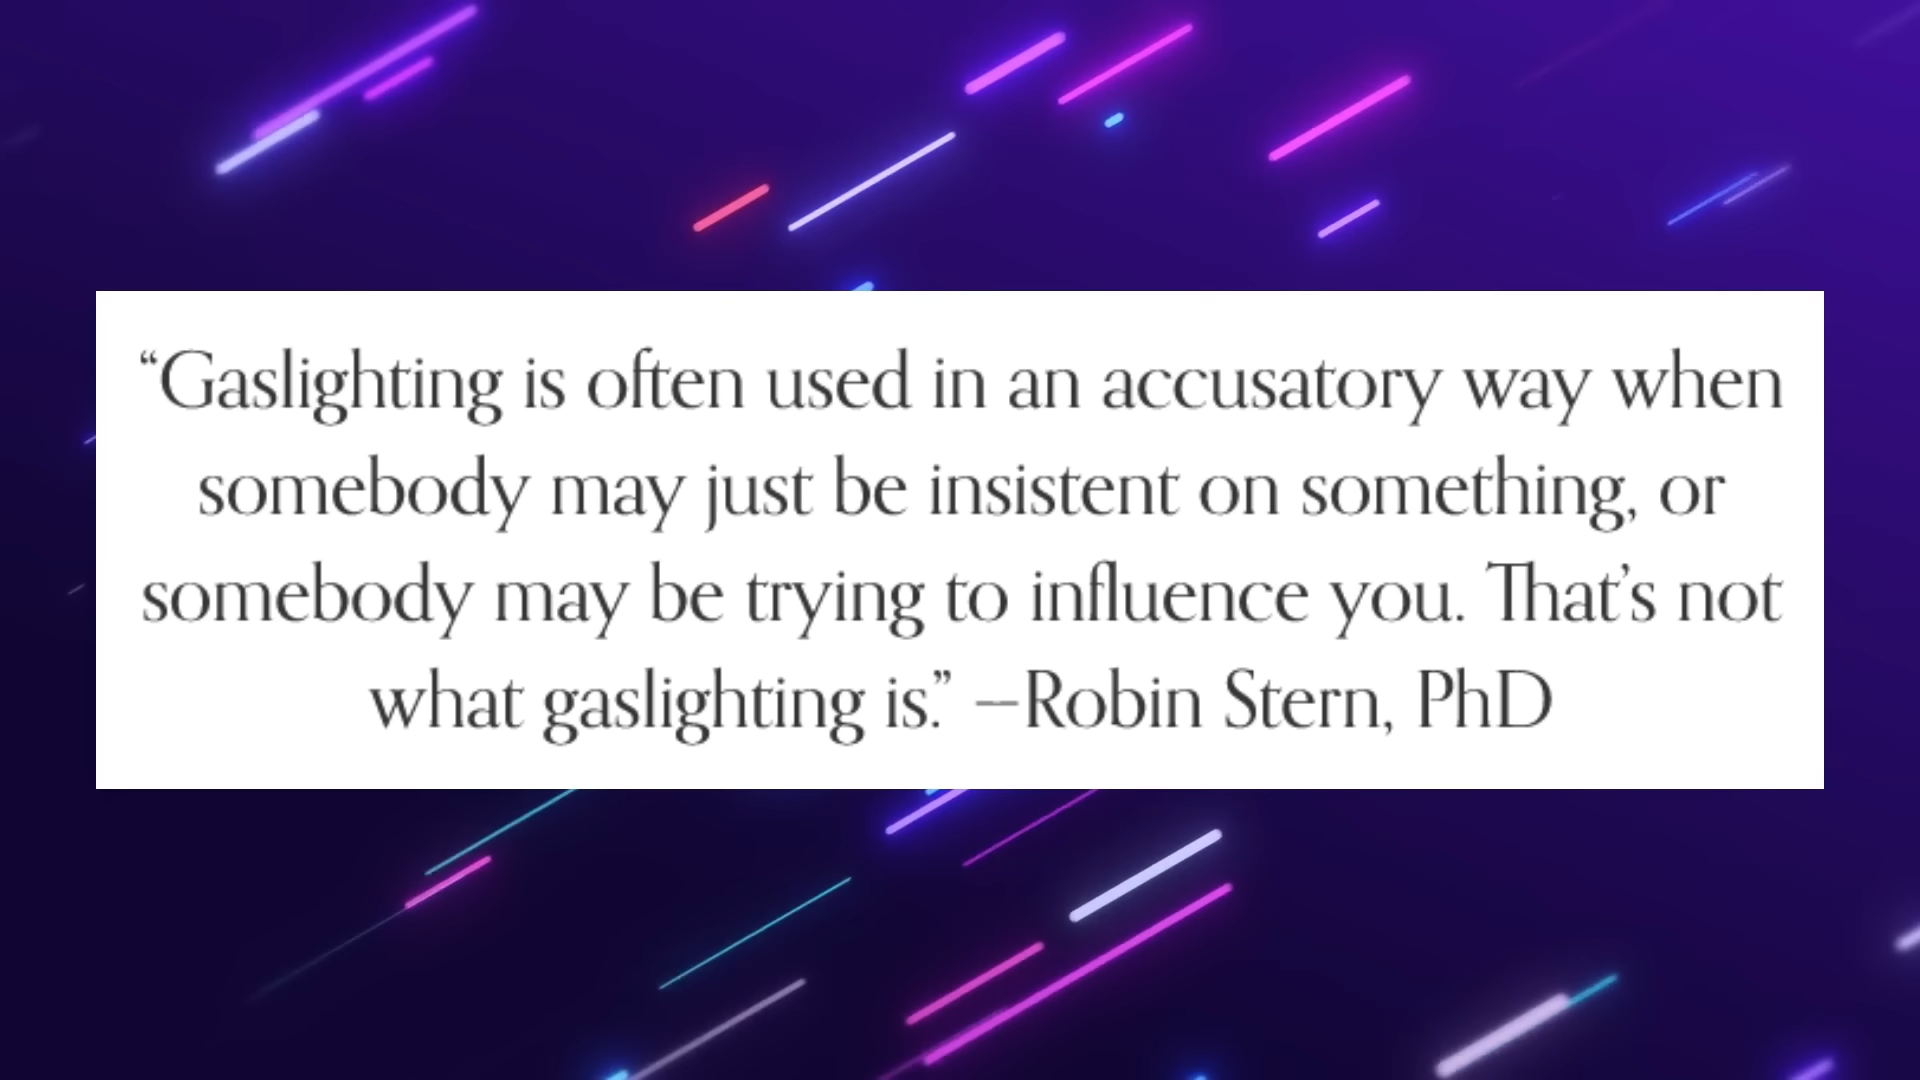 “Gaslighting is often used in an accusatory way when
somebody may just be insistent on something, or
somebody may be trying to influence you. That’s not
what gaslighting is.” —Robin Stern, PhD